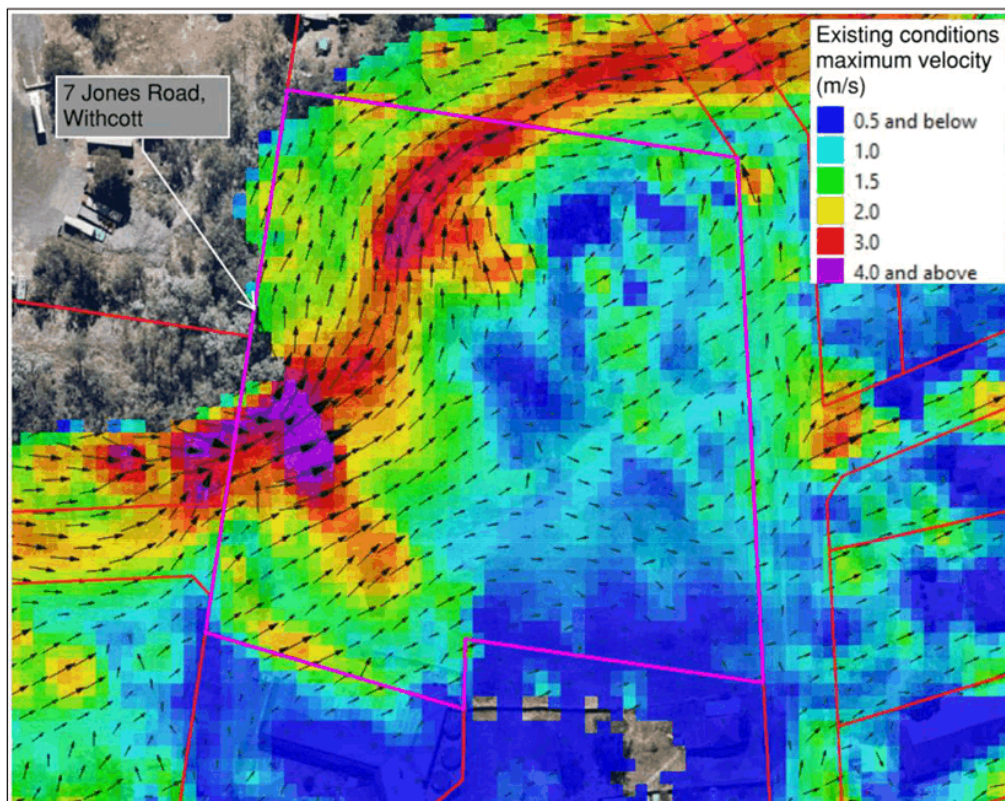 7 Jones Road,
Withcott
Existing conditions
maximum velocity
(m/s)
0.5 and below
1.0
1.5
2.0
3.0
4.0 and above